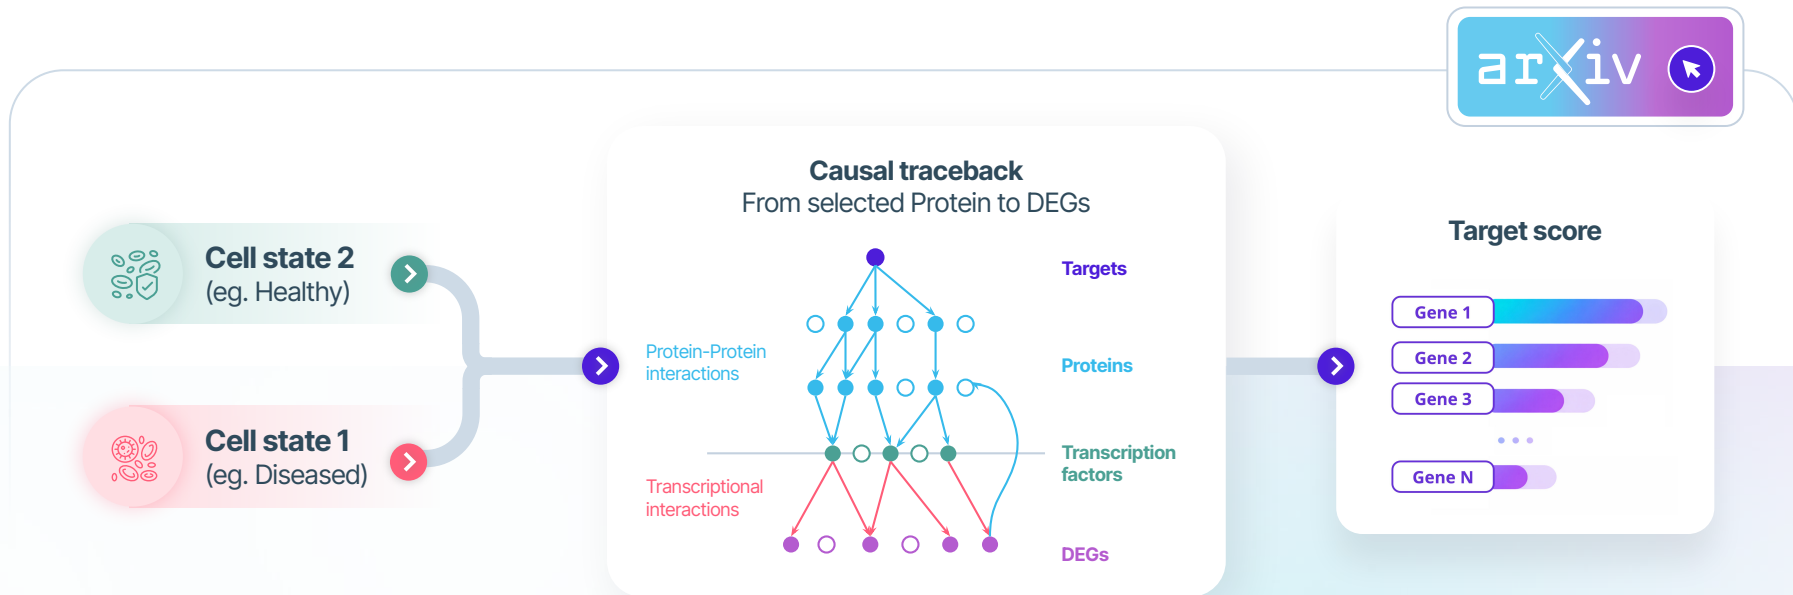 arXiv
Cell state 2
(eg. Healthy)
Cell state 1
(eg. Diseased)
Causal traceback
From selected Protein to DEGs
Targets
Protein-Protein
interactions
Proteins
Transcription
factors
Transcriptional
interactions
DEGs
Target score
Gene 1
Gene 2
Gene 3
...
Gene N